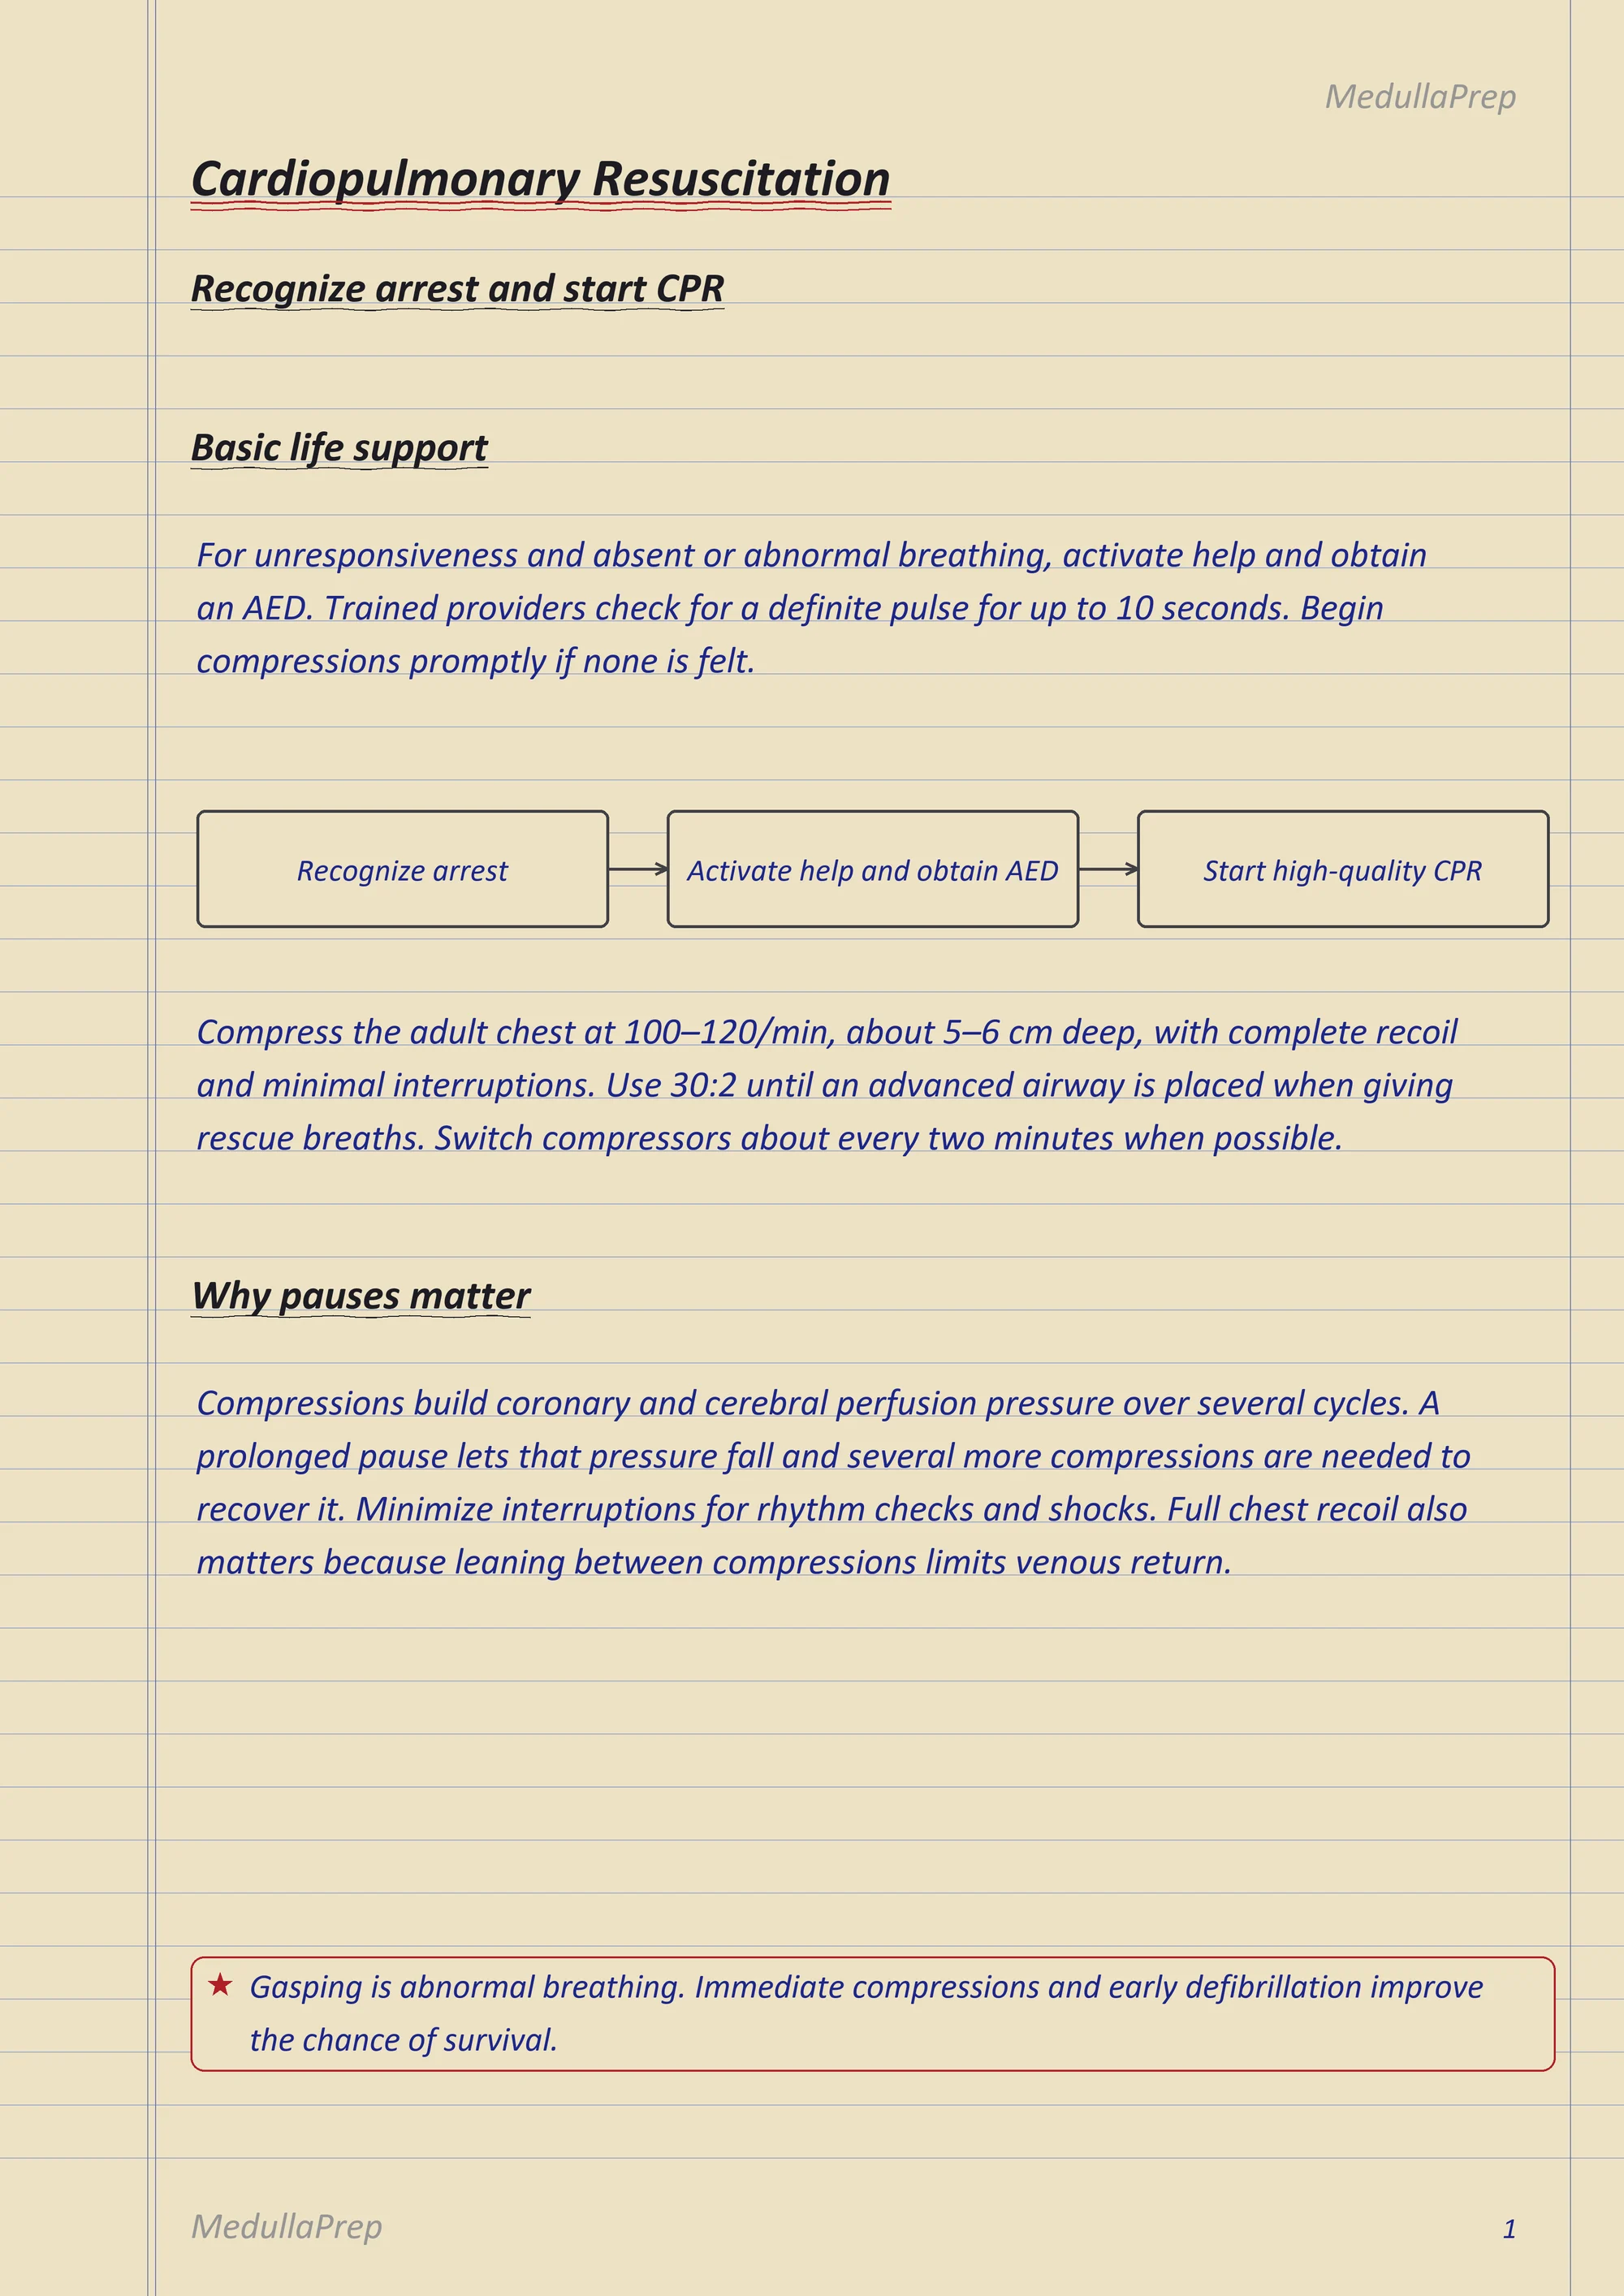 MedullaPrep
Cardiopulmonary Resuscitation
Recognize arrest and start CPR
Basic life support
For unresponsiveness and absent or abnormal breathing, activate help and obtain
an AED. Trained providers check for a definite pulse for up to 10 seconds. Begin
compressions promptly if none is felt.
Recognize arrest
Activate help and obtain AED
Start high-quality CPR
Compress the adult chest at 100–120/min, about 5–6 cm deep, with complete recoil
and minimal interruptions. Use 30:2 until an advanced airway is placed when giving
rescue breaths. Switch compressors about every two minutes when possible.
Why pauses matter
Compressions build coronary and cerebral perfusion pressure over several cycles. A
prolonged pause lets that pressure fall and several more compressions are needed to
recover it. Minimize interruptions for rhythm checks and shocks. Full chest recoil also
matters because leaning between compressions limits venous return.
★ Gasping is abnormal breathing. Immediate compressions and early defibrillation improve
the chance of survival.
MedullaPrep
1